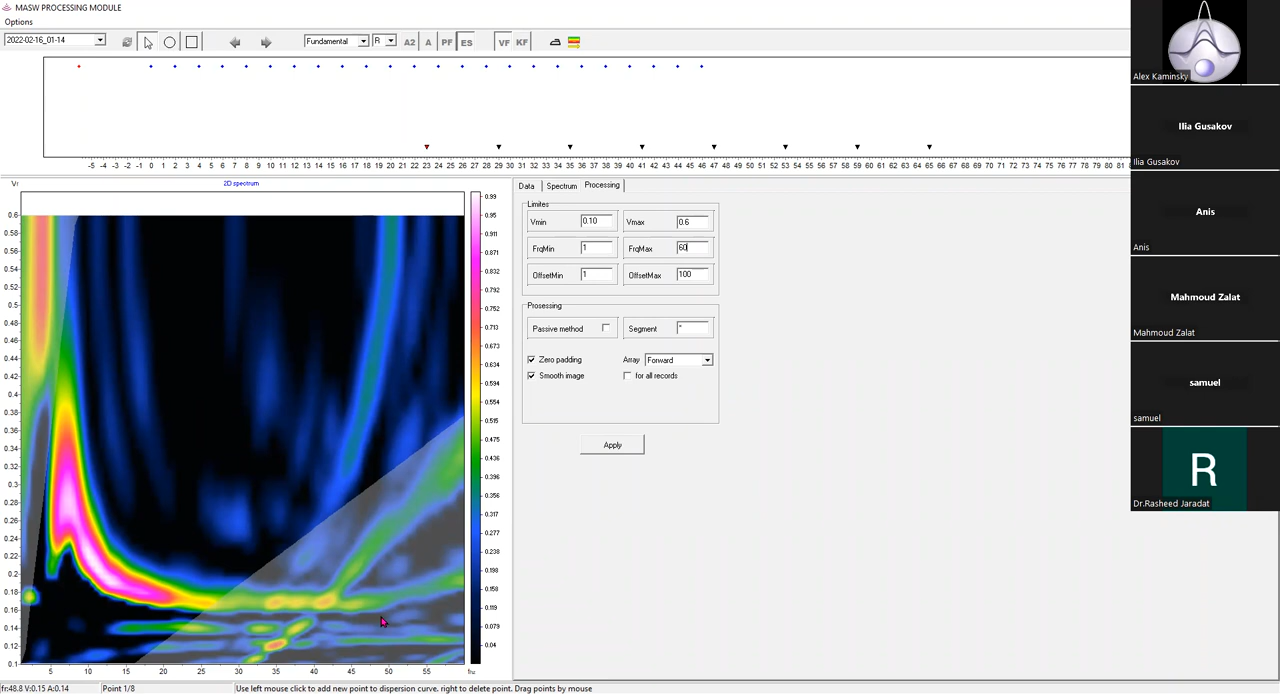 MASW PROCESSING MODULE
Options
2022-02-16_01-14 Fundamental R A2 A PF ES VF KF
-5 -4 -3 -2 -1 0 1 2 3 4 5 6 7 8 9 10 11 12 13 14 15 16 17 18 19 20 21 22 23 24 25 26 27 28 29 30 31 32 33 34 35 36 37 38 39 40 41 42 43 44 45 46 47 48 49 50 51 52 53 54 55 56 57 58 59 60 61 62 63 64 65 66 67 68 69 70 71 72 73 74 75 76 77 78 79 80 81
Vr 2D spectrum
0.6
0.58
0.56
0.54
0.52
0.5
0.48
0.46
0.44
0.42
0.4
0.38
0.36
0.34
0.32
0.3
0.28
0.26
0.24
0.22
0.2
0.18
0.16
0.14
0.12
0.1
5 10 15 20 25 30 35 40 45 50 55
0.99
0.95
0.911
0.871
0.832
0.792
0.752
0.713
0.673
0.634
0.594
0.554
0.515
0.475
0.436
0.396
0.356
0.317
0.277
0.238
0.198
0.158
0.119
0.079
0.04
Data Spectrum Processing
Limites
Vmin 0.10 Vmax 0.6
FrqMin 1 FrqMax 60
OffsetMin 1 OffsetMax 100
Prosessing
Passive method Segment *
Zero padding Array Forward
Smooth image for all records
Apply
fr:48.8 V:0.15 A:0.14 Point 1/8 Use left mouse click to add new point to dispersion curve. right to delete point. Drag points by mouse
Alex Kaminsky
Ilia Gusakov
Ilia Gusakov
Anis
Anis
Mahmoud Zalat
Mahmoud Zalat
samuel
samuel
R
Dr.Rasheed Jaradat